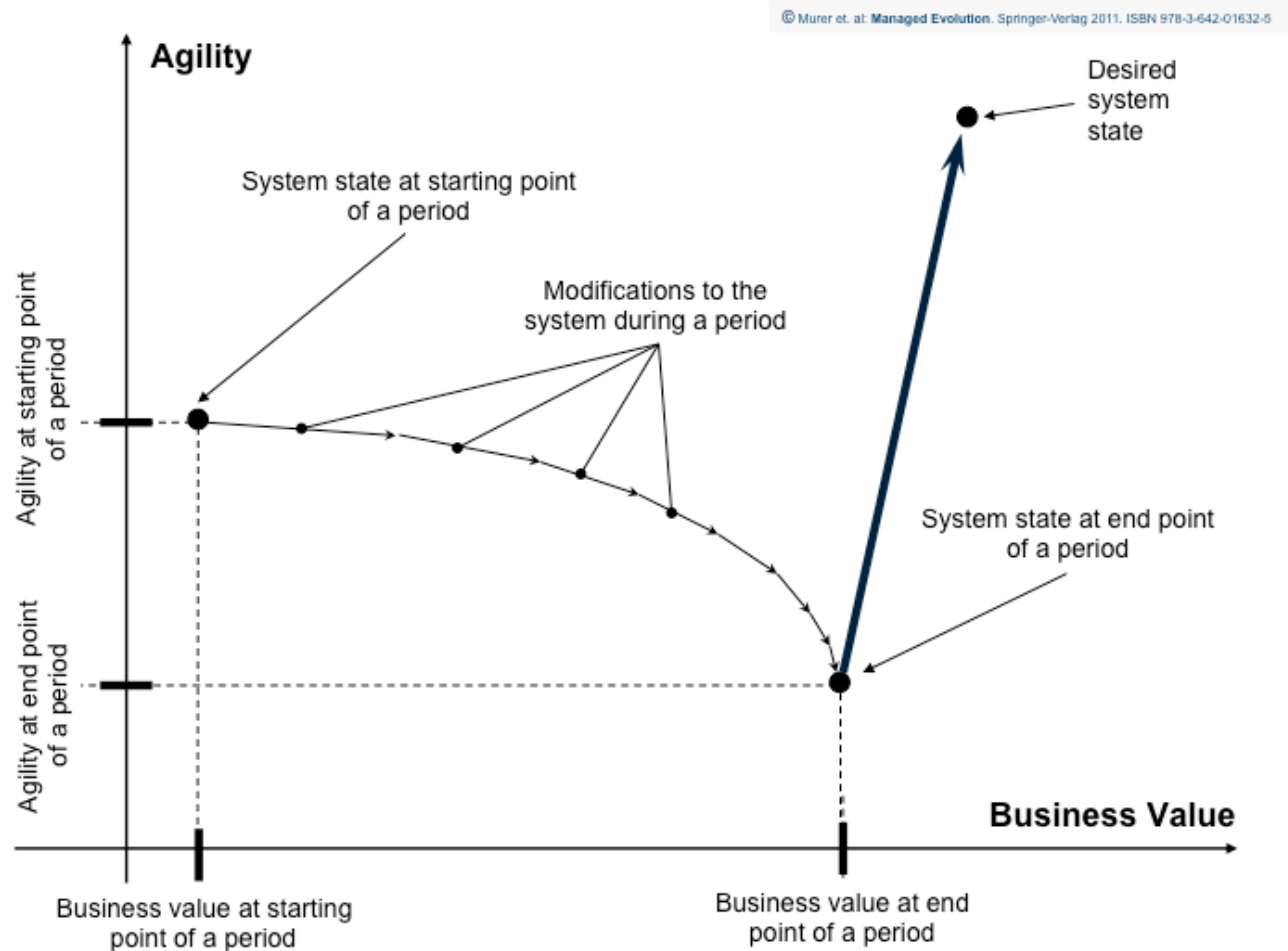 © Murer et. al: Managed Evolution. Springer-Verlag 2011. ISBN 978-3-642-01632-5
Agility
Desired
system
state
System state at starting point
of a period
Modifications to the
system during a period
Agility at starting point
of a period
System state at end point
of a period
Agility at end point
of a period
Business Value
Business value at starting
point of a period
Business value at end
point of a period